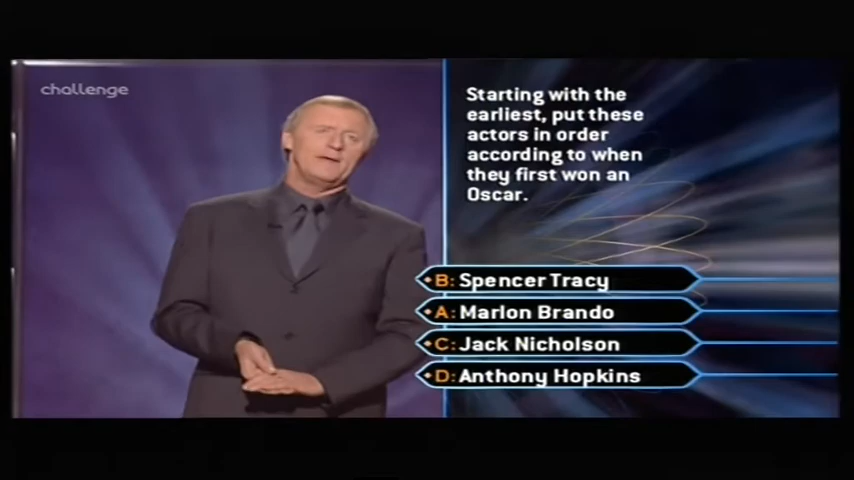 challenge
Starting with the
earliest, put these
actors in order
according to when
they first won an
Oscar.
B: Spencer Tracy
A: Marlon Brando
C: Jack Nicholson
D: Anthony Hopkins